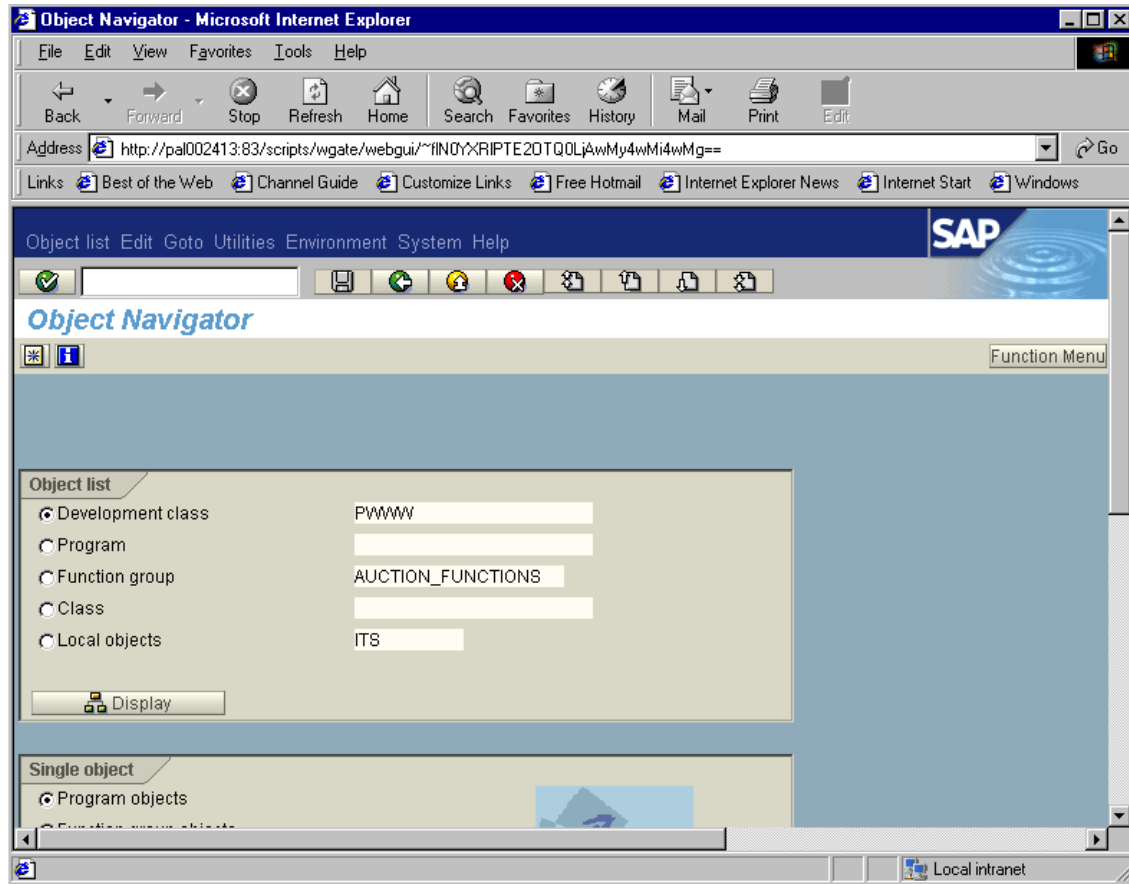 Object Navigator - Microsoft Internet Explorer
File Edit View Favorites Tools Help
Back Forward Stop Refresh Home Search Favorites History Mail Print Edit
Address http://pal002413:83/scripts/wgate/webgui/~flN0YXRlPTE2OTQ0LjAwMy4wMi4wMg== Go
Links Best of the Web Channel Guide Customize Links Free Hotmail Internet Explorer News Internet Start Windows
Object list Edit Goto Utilities Environment System Help
SAP
Object Navigator
Function Menu
Object list
Development class PWWW
Program
Function group AUCTION_FUNCTIONS
Class
Local objects ITS
Display
Single object
Program objects
Local intranet